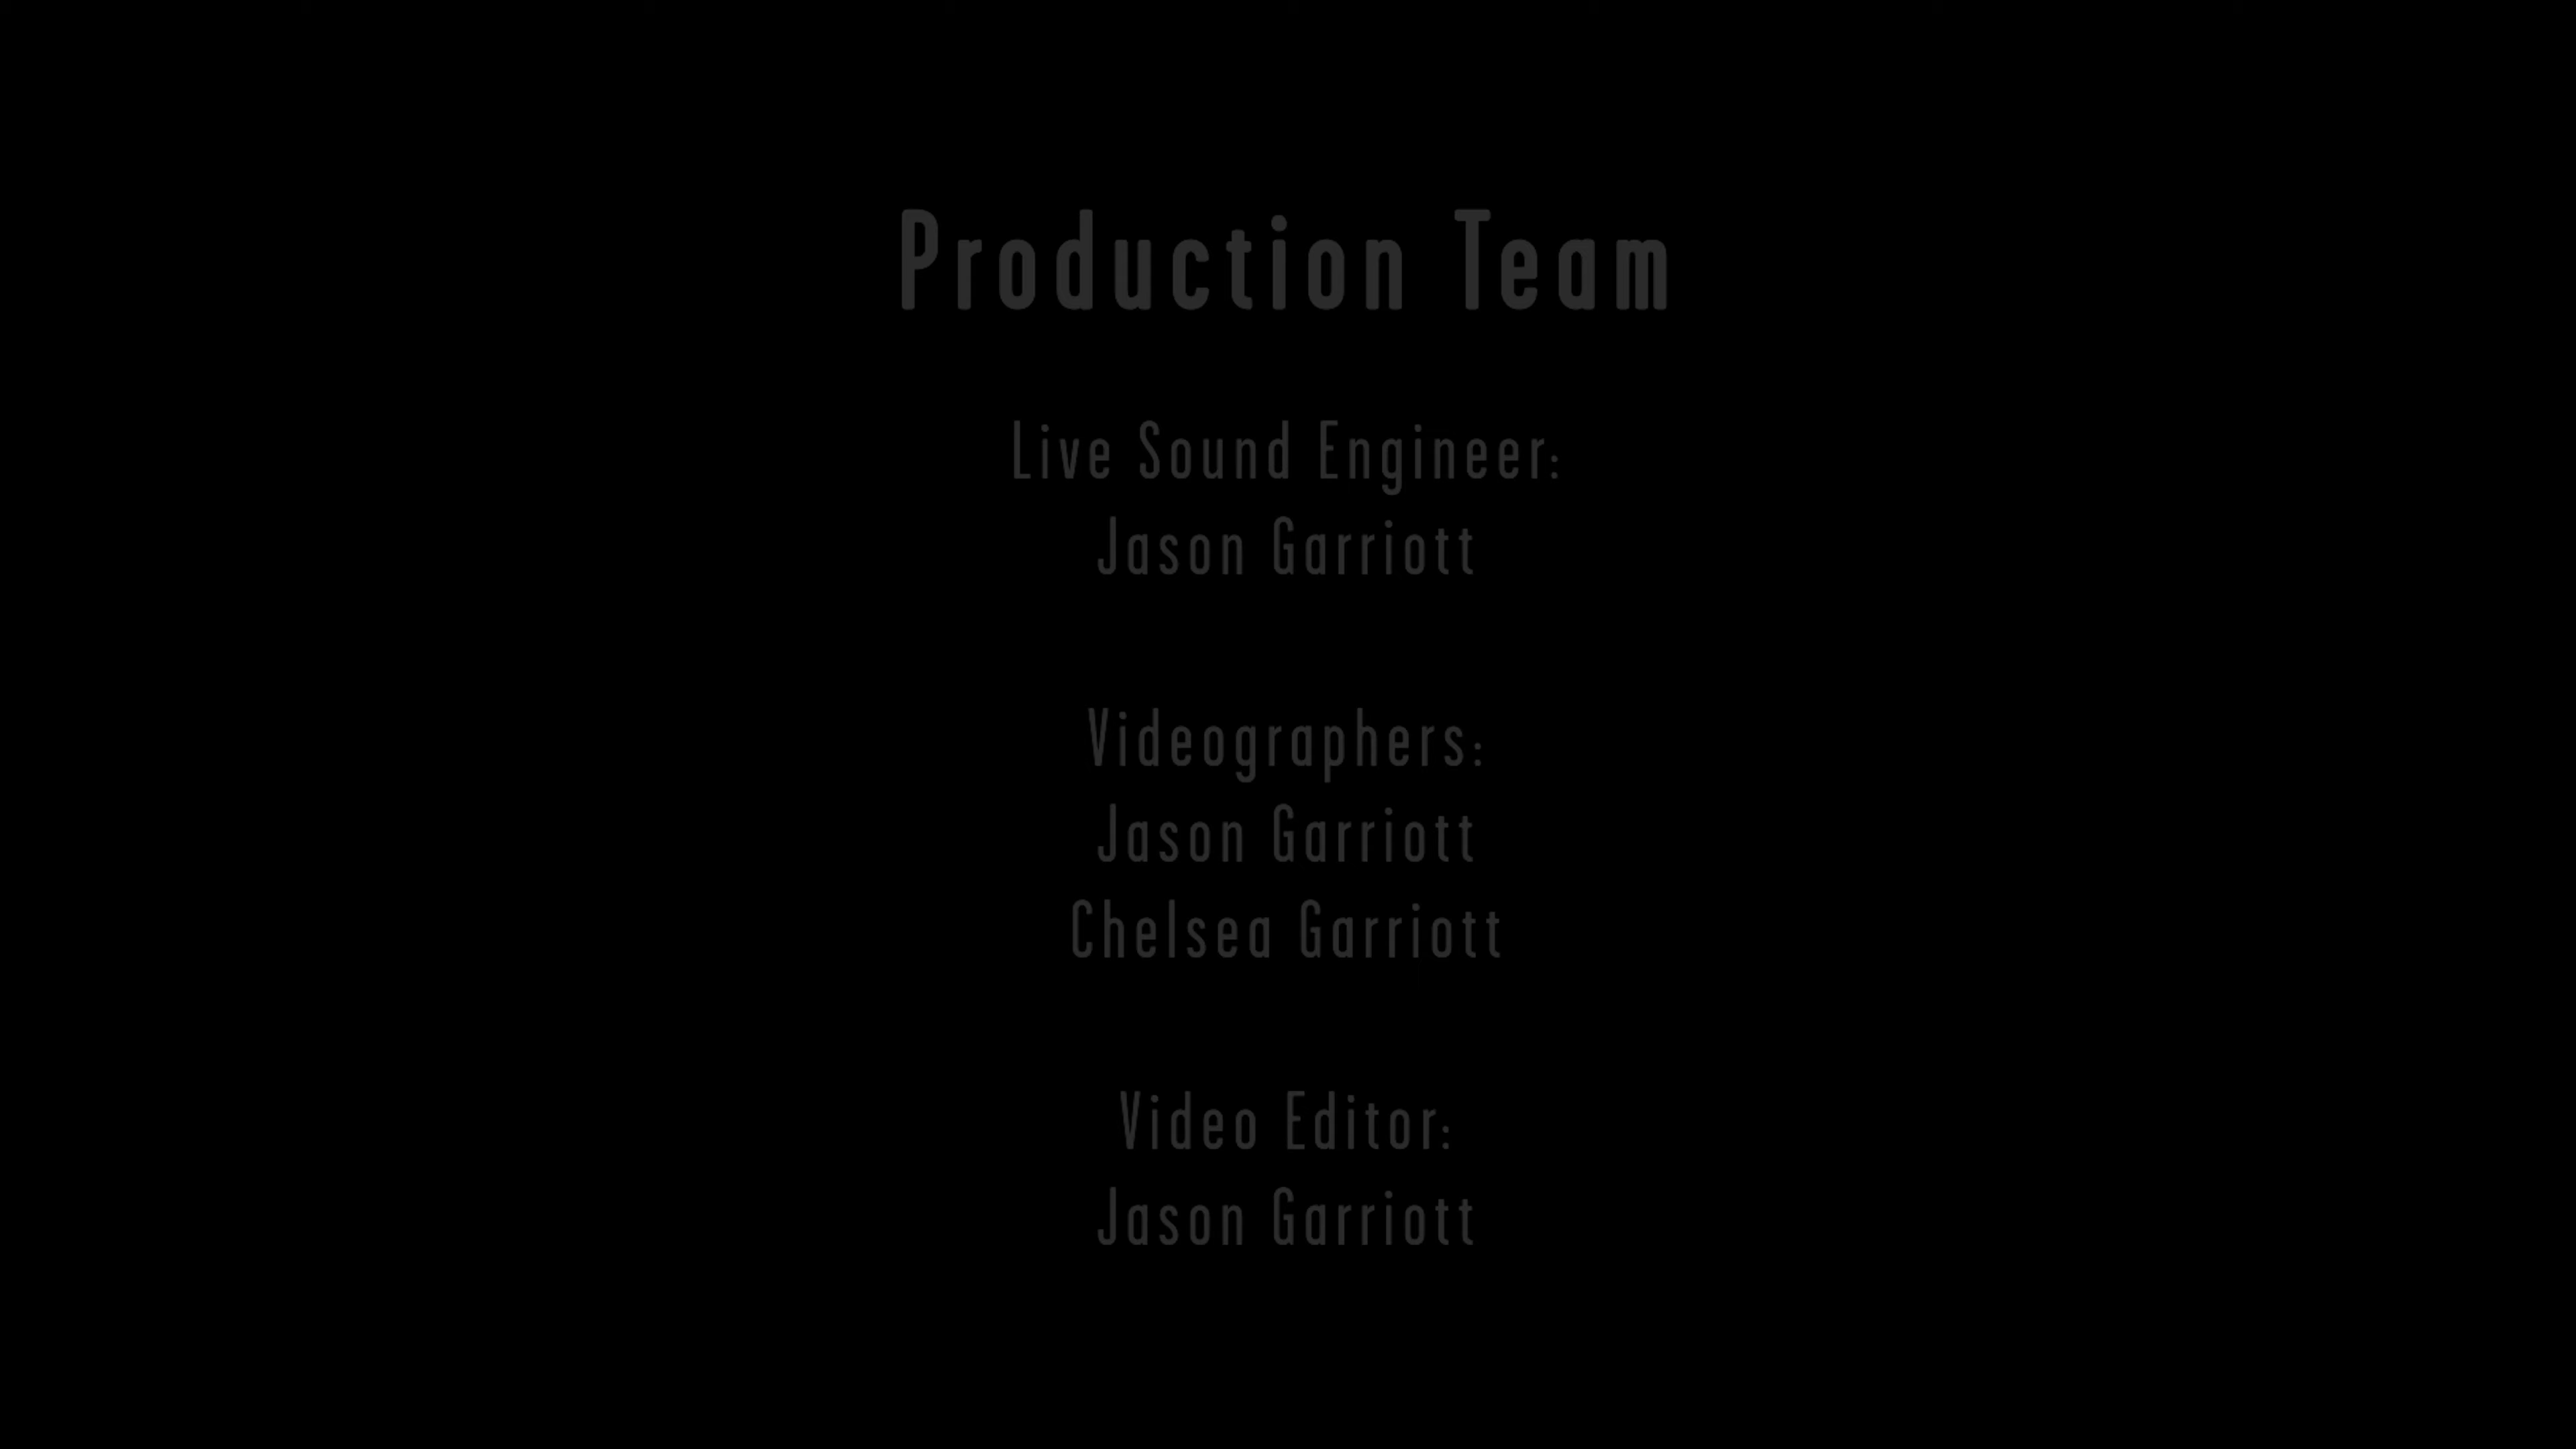 Production Team
Live Sound Engineer:
Jason Garriott
Videographers:
Jason Garriott
Chelsea Garriott
Video Editor:
Jason Garriott